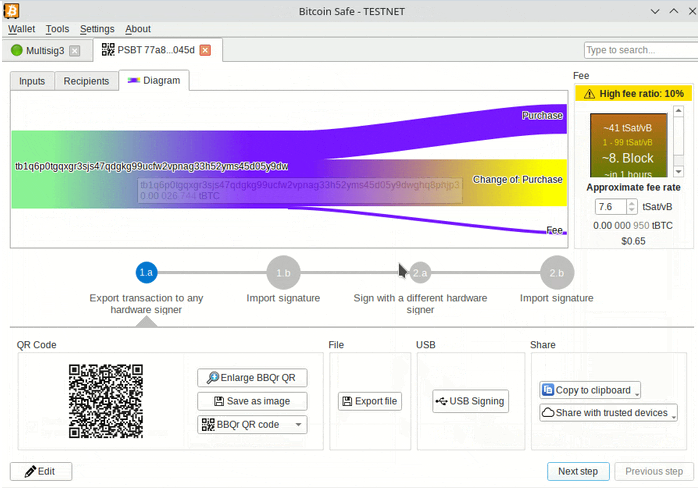 Bitcoin Safe - TESTNET
Wallet Tools Settings About
Multisig3
PSBT 77a8...045d
Type to search...
Inputs
Recipients
Diagram
Fee
High fee ratio: 10%
~41 tSat/vB
1 - 99 tSat/vB
~8. Block
~in 1 hours
Approximate fee rate
7.6 tSat/vB
0.00 000 950 tBTC
$0.65
Purchase
tb1q6p0tgqxgr3sjs47qdgkg99ucfw2vpnag33h52yms45d05y9dw
Change of: Purchase
0.00 026 744 tBTC
Fee
1.a
1.b
2.a
2.b
Export transaction to any
hardware signer
Import signature
Sign with a different hardware
signer
Import signature
QR Code
Enlarge BBQr QR
Save as image
BBQr QR code
File
Export file
USB
USB Signing
Share
Copy to clipboard
Share with trusted devices
Edit
Next step
Previous step